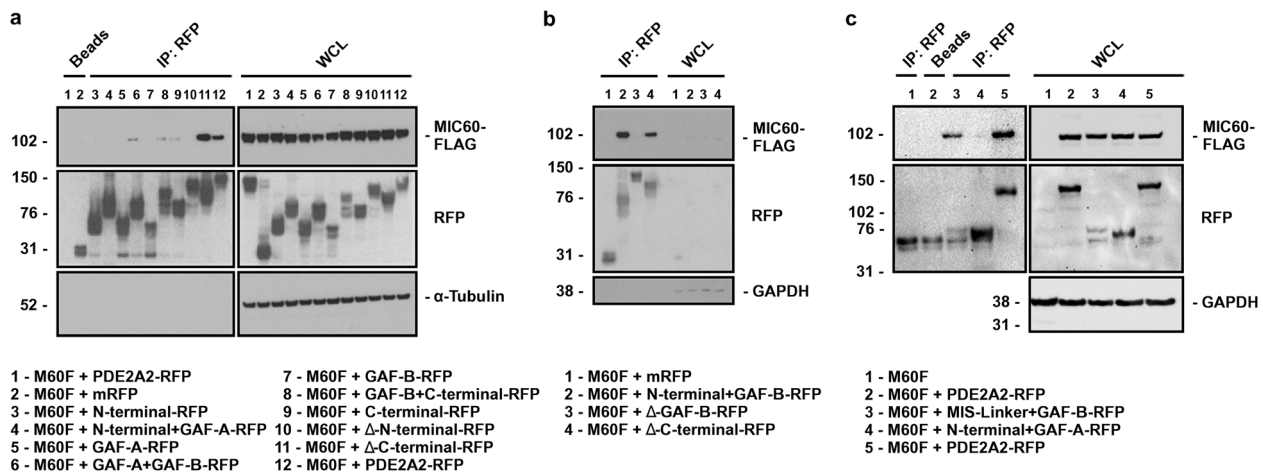 a
Beads IP: RFP WCL
1 2 3 4 5 6 7 8 9 10 11 12 1 2 3 4 5 6 7 8 9 10 11 12
102 - - MIC60-
FLAG
150 -
76 - RFP
31 -
52 - - α-Tubulin
1 - M60F + PDE2A2-RFP
2 - M60F + mRFP
3 - M60F + N-terminal-RFP
4 - M60F + N-terminal+GAF-A-RFP
5 - M60F + GAF-A-RFP
6 - M60F + GAF-A+GAF-B-RFP
7 - M60F + GAF-B-RFP
8 - M60F + GAF-B+C-terminal-RFP
9 - M60F + C-terminal-RFP
10 - M60F + Δ-N-terminal-RFP
11 - M60F + Δ-C-terminal-RFP
12 - M60F + PDE2A2-RFP
b
IP: RFP WCL
1 2 3 4 1 2 3 4
102 - - MIC60-
FLAG
150 -
76 - RFP
31 -
38 - - GAPDH
1 - M60F + mRFP
2 - M60F + N-terminal+GAF-B-RFP
3 - M60F + Δ-GAF-B-RFP
4 - M60F + Δ-C-terminal-RFP
c
IP: RFP Beads IP: RFP WCL
1 2 3 4 5 1 2 3 4 5
102 - - MIC60-
FLAG
150 -
102 -
76 - RFP
31 -
38 - - GAPDH
31 -
1 - M60F
2 - M60F + PDE2A2-RFP
3 - M60F + MIS-Linker+GAF-B-RFP
4 - M60F + N-terminal+GAF-A-RFP
5 - M60F + PDE2A2-RFP